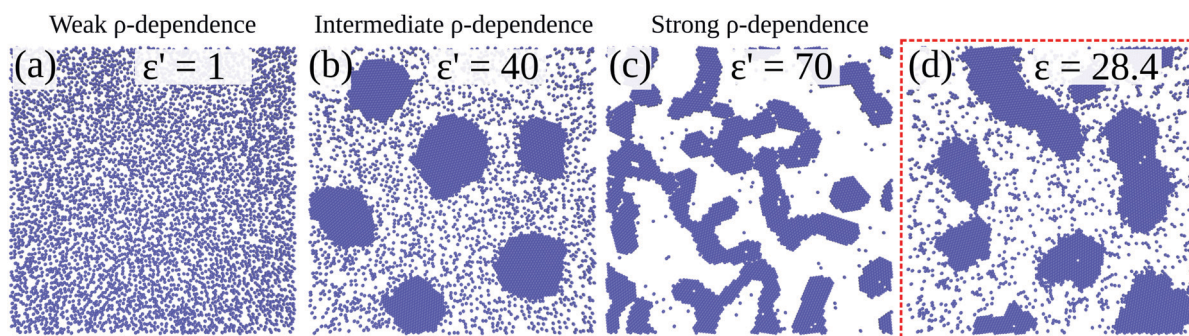 Weak ρ-dependence
Intermediate ρ-dependence
Strong ρ-dependence
(a) ε' = 1
(b) ε' = 40
(c) ε' = 70
(d) ε = 28.4